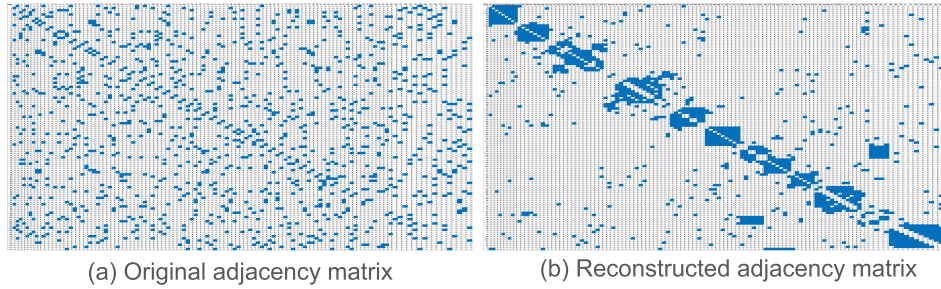 (a) Original adjacency matrix
(b) Reconstructed adjacency matrix